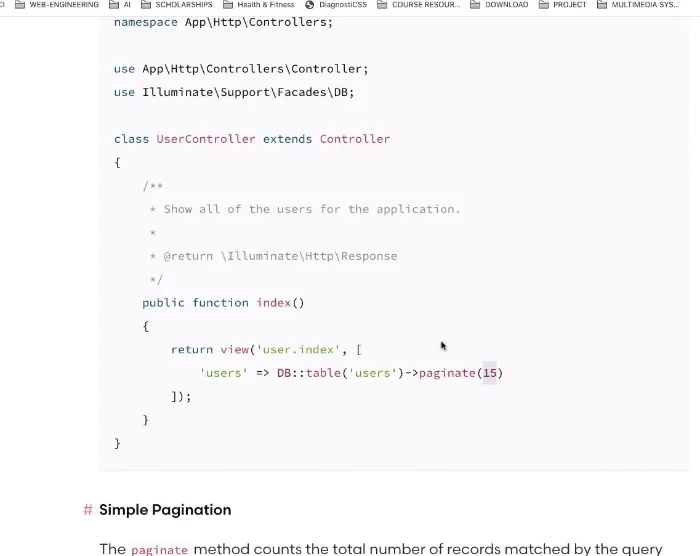 CI WEB-ENGINEERING AI SCHOLARSHIPS Health & Fitness DiagnostiCSS COURSE RESOUR... DOWNLOAD PROJECT MULTIMEDIA SYS...
namespace App\Http\Controllers;
use App\Http\Controllers\Controller;
use Illuminate\Support\Facades\DB;
class UserController extends Controller
{
/**
* Show all of the users for the application.
*
* @return \Illuminate\Http\Response
*/
public function index()
{
return view('user.index', [
'users' => DB::table('users')->paginate(15)
]);
}
}
# Simple Pagination
The paginate method counts the total number of records matched by the query